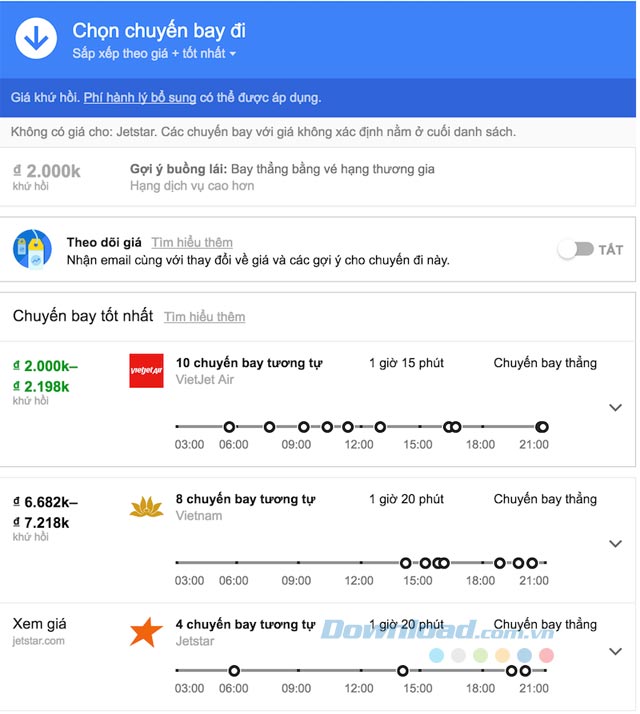 Chọn chuyến bay đi
Sắp xếp theo giá + tốt nhất
Giá khứ hồi. Phí hành lý bổ sung có thể được áp dụng.
Không có giá cho: Jetstar. Các chuyến bay với giá không xác định nằm ở cuối danh sách.
₫ 2.000k Gợi ý buồng lái: Bay thẳng bằng vé hạng thương gia
khứ hồi Hạng dịch vụ cao hơn
Theo dõi giá Tìm hiểu thêm
TẮT
Nhận email cùng với thay đổi về giá và các gợi ý cho chuyến đi này.
Chuyến bay tốt nhất Tìm hiểu thêm
₫ 2.000k– vietjet Air 10 chuyến bay tương tự 1 giờ 15 phút Chuyến bay thẳng
₫ 2.198k VietJet Air
khứ hồi
03:00 06:00 09:00 12:00 15:00 18:00 21:00
₫ 6.682k– 8 chuyến bay tương tự 1 giờ 20 phút Chuyến bay thẳng
₫ 7.218k Vietnam
khứ hồi
03:00 06:00 09:00 12:00 15:00 18:00 21:00
Xem giá 4 chuyến bay tương tự 1 giờ 20 phút Chuyến bay thẳng
jetstar.com Jetstar
Download.com.vn
03:00 06:00 09:00 12:00 15:00 18:00 21:00